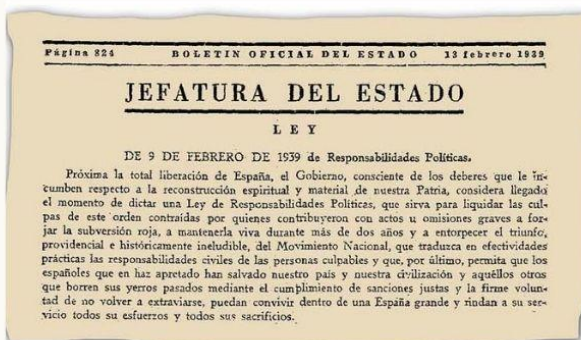 Página 824 BOLETIN OFICIAL DEL ESTADO 13 febrero 1939
JEFATURA DEL ESTADO
LEY
DE 9 DE FEBRERO DE 1939 de Responsabilidades Políticas.
Próxima la total liberación de España, el Gobierno, consciente de los deberes que le in-
cumben respecto a la reconstrucción espiritual y material de nuestra Patria, considera llegado
el momento de dictar una Ley de Responsabilidades Políticas, que sirva para liquidar las cul-
pas de este orden contraídas por quienes contribuyeron con actos u omisiones graves a for-
jar la subversión roja, a mantenerla viva durante más de dos años y a entorpecer el triunfo,
providencial e históricamente ineludible, del Movimiento Nacional, que traduzca en efectividades
prácticas las responsabilidades civiles de las personas culpables y que, por último, permita que los
españoles que en haz apretado han salvado nuestro país y nuestra civilización y aquéllos otros
que borren sus yerros pasados mediante el cumplimiento de sanciones justas y la firme volun-
tad de no volver a extraviarse, puedan convivir dentro de una España grande y rindan a su ser-
vicio todos su esfuerzos y todos sus sacrificios.